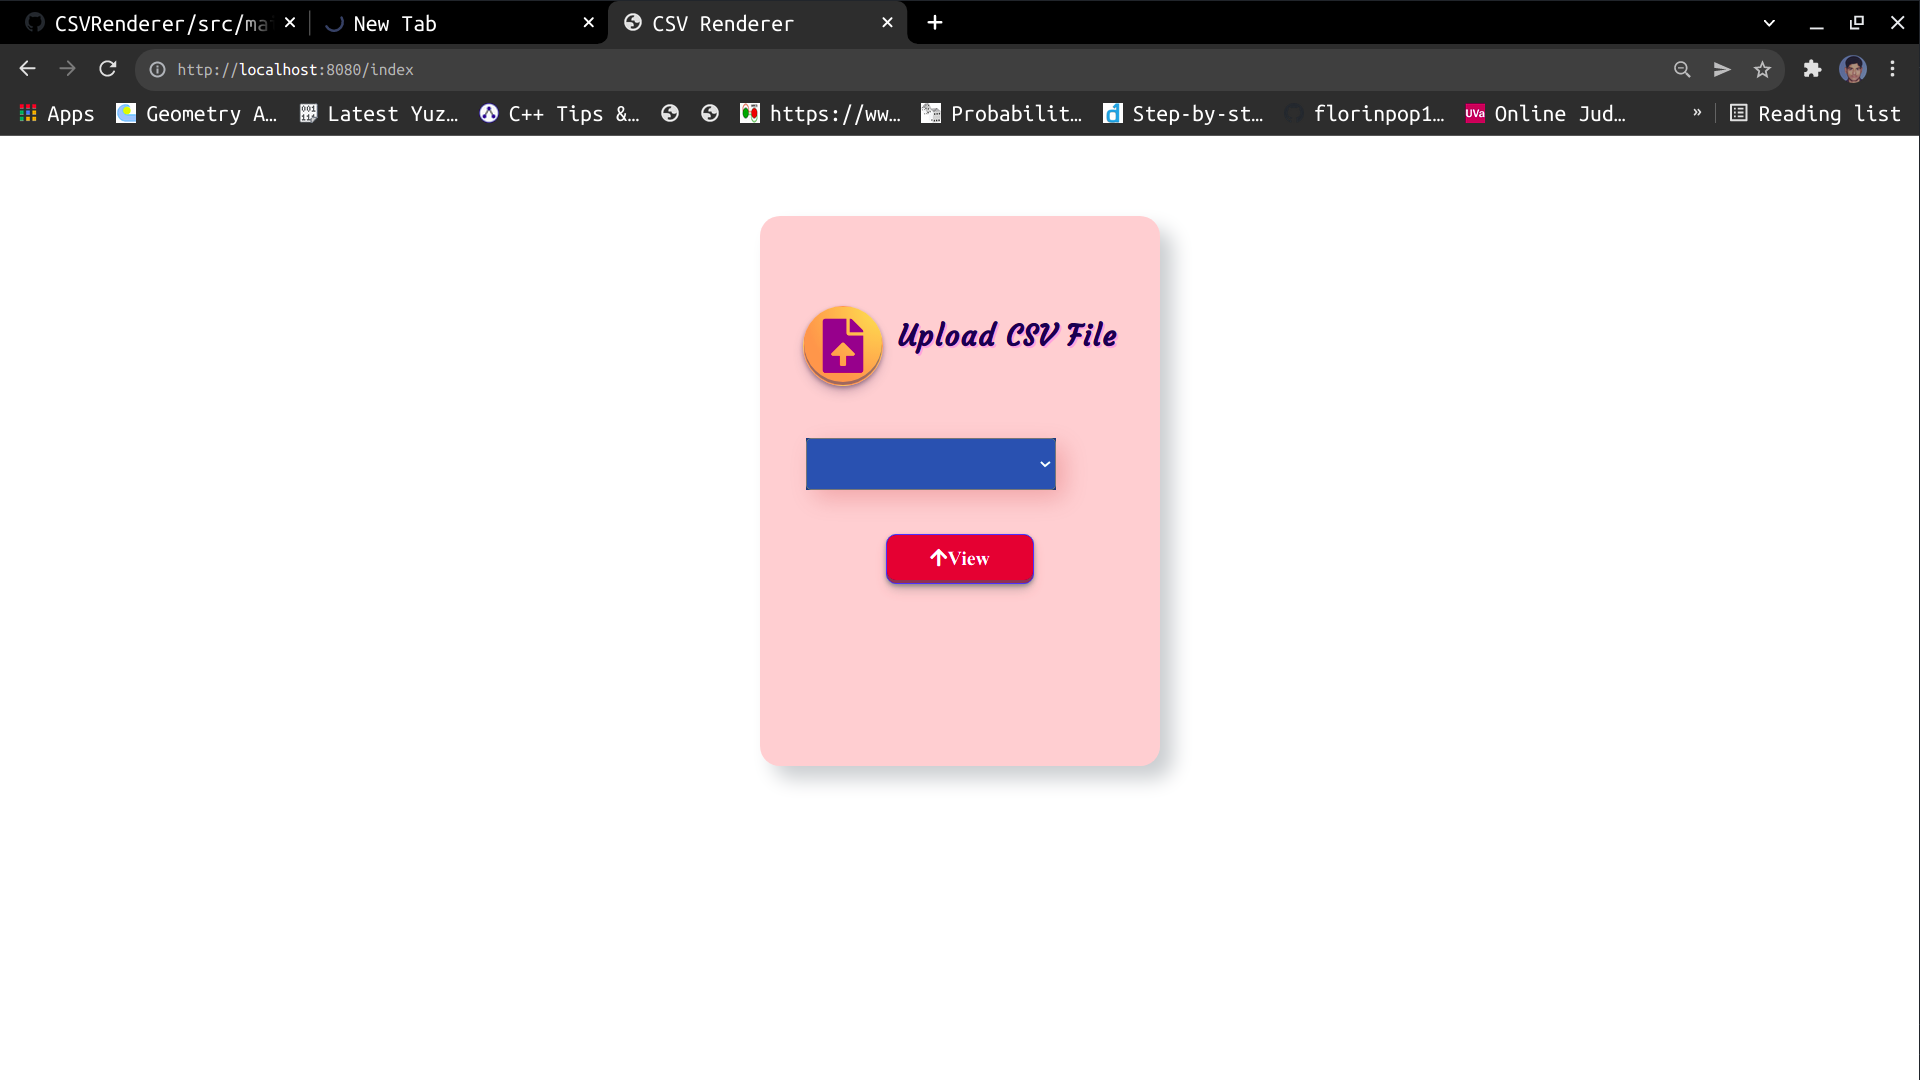 CSVRenderer/src/ma
New Tab
CSV Renderer
http://localhost:8080/index
Apps
Geometry A…
Latest Yuz…
C++ Tips &…
https://ww…
Probabilit…
Step-by-st…
florinpop1…
UVa
Online Jud…
»
Reading list
Upload CSV File
View